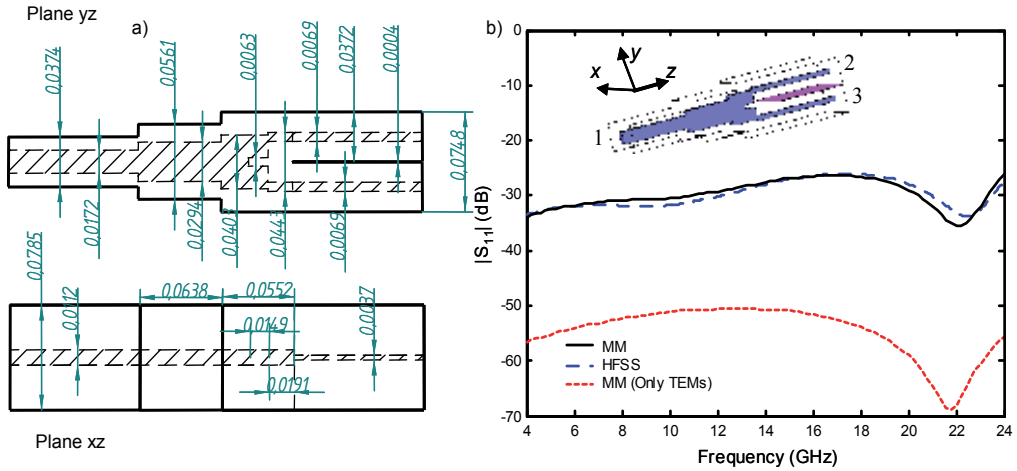 Plane yz
a)
0,0374
0,0561
0,0063
0,0069
0,0372
0,0004
0,0748
0,0172
0,0294
0,0403
0,0443
0,0069
0,0785
0,012
0,0638
0,0552
0,0149
0,0191
0,0037
Plane xz
b)
0
-10
-20
-30
-40
-50
-60
-70
|S11| (dB)
x
y
z
1
2
3
MM
HFSS
MM (Only TEMs)
4 6 8 10 12 14 16 18 20 22 24
Frequency (GHz)